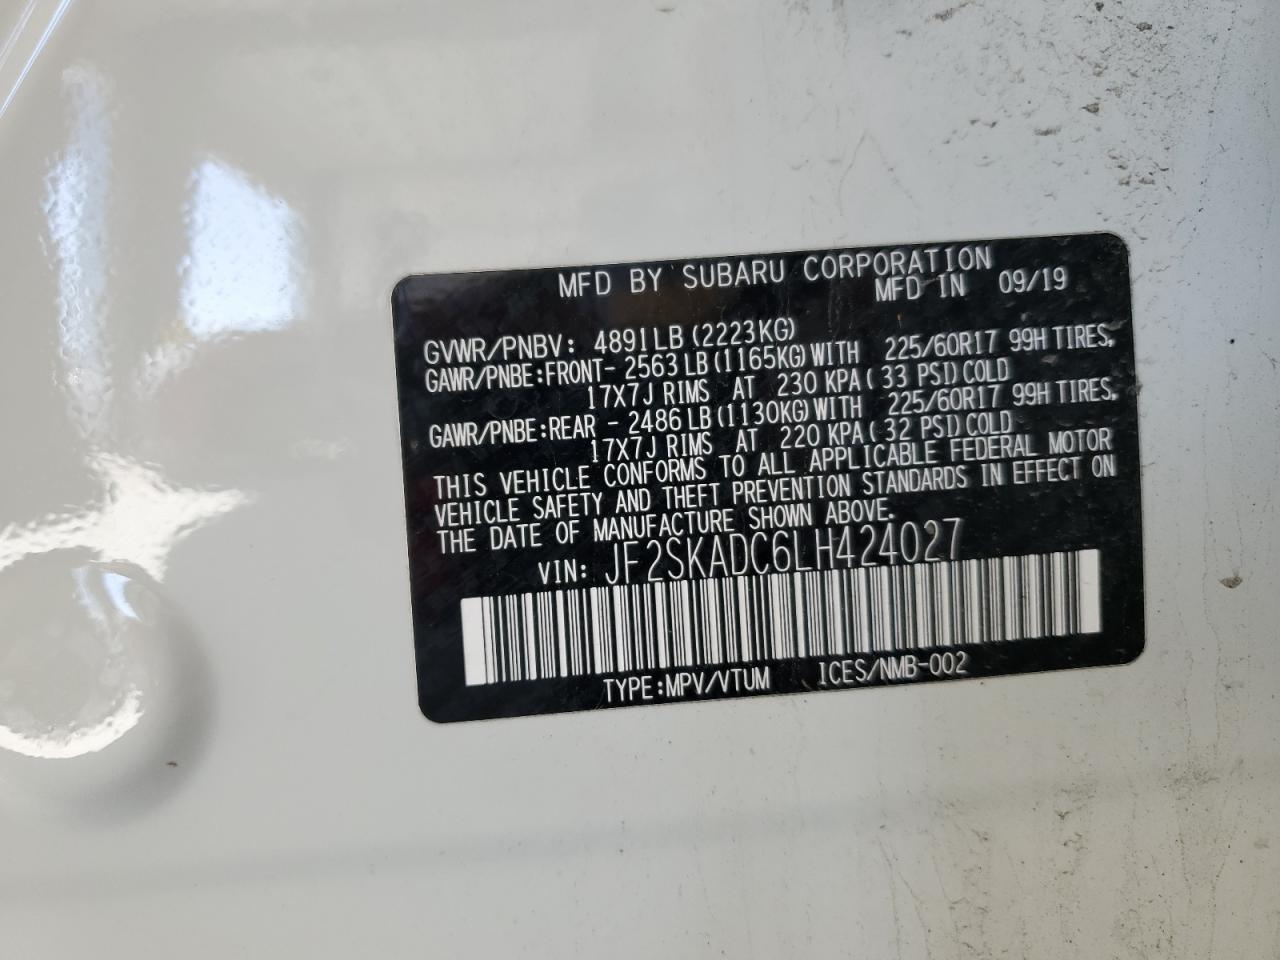 MFD BY SUBARU CORPORATION
MFD IN 09/19
GVWR/PNBV: 4891LB(2223KG)
GAWR/PNBE:FRONT- 2563LB(1165KG)WITH 225/60R17 99H TIRES,
17X7J RIMS AT 230 KPA( 33 PSI)COLD
GAWR/PNBE:REAR - 2486LB(1130KG)WITH 225/60R17 99H TIRES,
17X7J RIMS AT 220 KPA( 32 PSI)COLD
THIS VEHICLE CONFORMS TO ALL APPLICABLE FEDERAL MOTOR
VEHICLE SAFETY AND THEFT PREVENTION STANDARDS IN EFFECT ON
THE DATE OF MANUFACTURE SHOWN ABOVE.
VIN: JF2SKADC6LH424027
TYPE:MPV/VTUM ICES/NMB-002